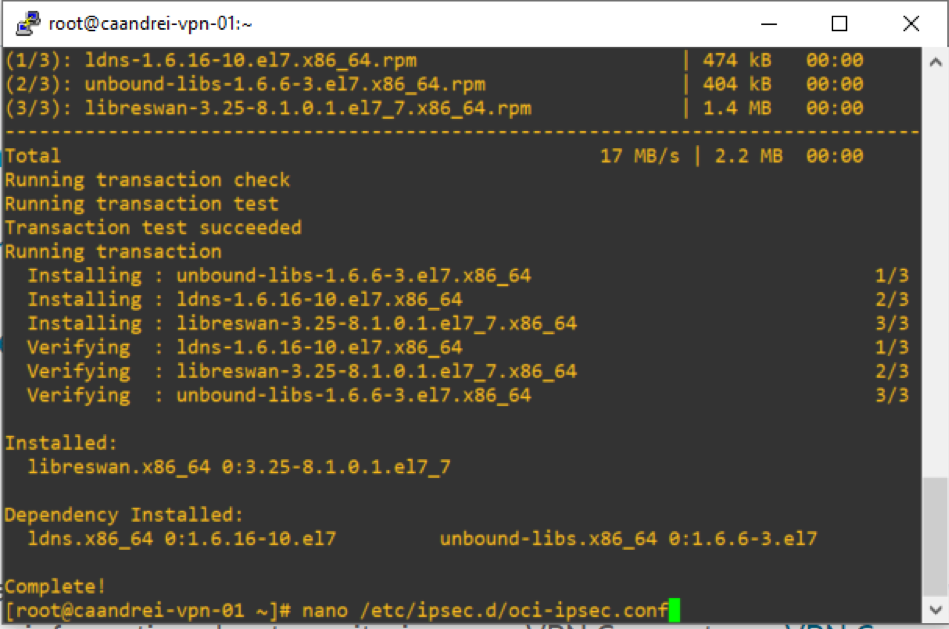 root@caandrei-vpn-01:~
(1/3): ldns-1.6.16-10.el7.x86_64.rpm | 474 kB 00:00
(2/3): unbound-libs-1.6.6-3.el7.x86_64.rpm | 404 kB 00:00
(3/3): libreswan-3.25-8.1.0.1.el7_7.x86_64.rpm | 1.4 MB 00:00
--------------------------------------------------------------------------------
Total 17 MB/s | 2.2 MB 00:00
Running transaction check
Running transaction test
Transaction test succeeded
Running transaction
Installing : unbound-libs-1.6.6-3.el7.x86_64 1/3
Installing : ldns-1.6.16-10.el7.x86_64 2/3
Installing : libreswan-3.25-8.1.0.1.el7_7.x86_64 3/3
Verifying : ldns-1.6.16-10.el7.x86_64 1/3
Verifying : libreswan-3.25-8.1.0.1.el7_7.x86_64 2/3
Verifying : unbound-libs-1.6.6-3.el7.x86_64 3/3
Installed:
libreswan.x86_64 0:3.25-8.1.0.1.el7_7
Dependency Installed:
ldns.x86_64 0:1.6.16-10.el7 unbound-libs.x86_64 0:1.6.6-3.el7
Complete!
[root@caandrei-vpn-01 ~]# nano /etc/ipsec.d/oci-ipsec.conf